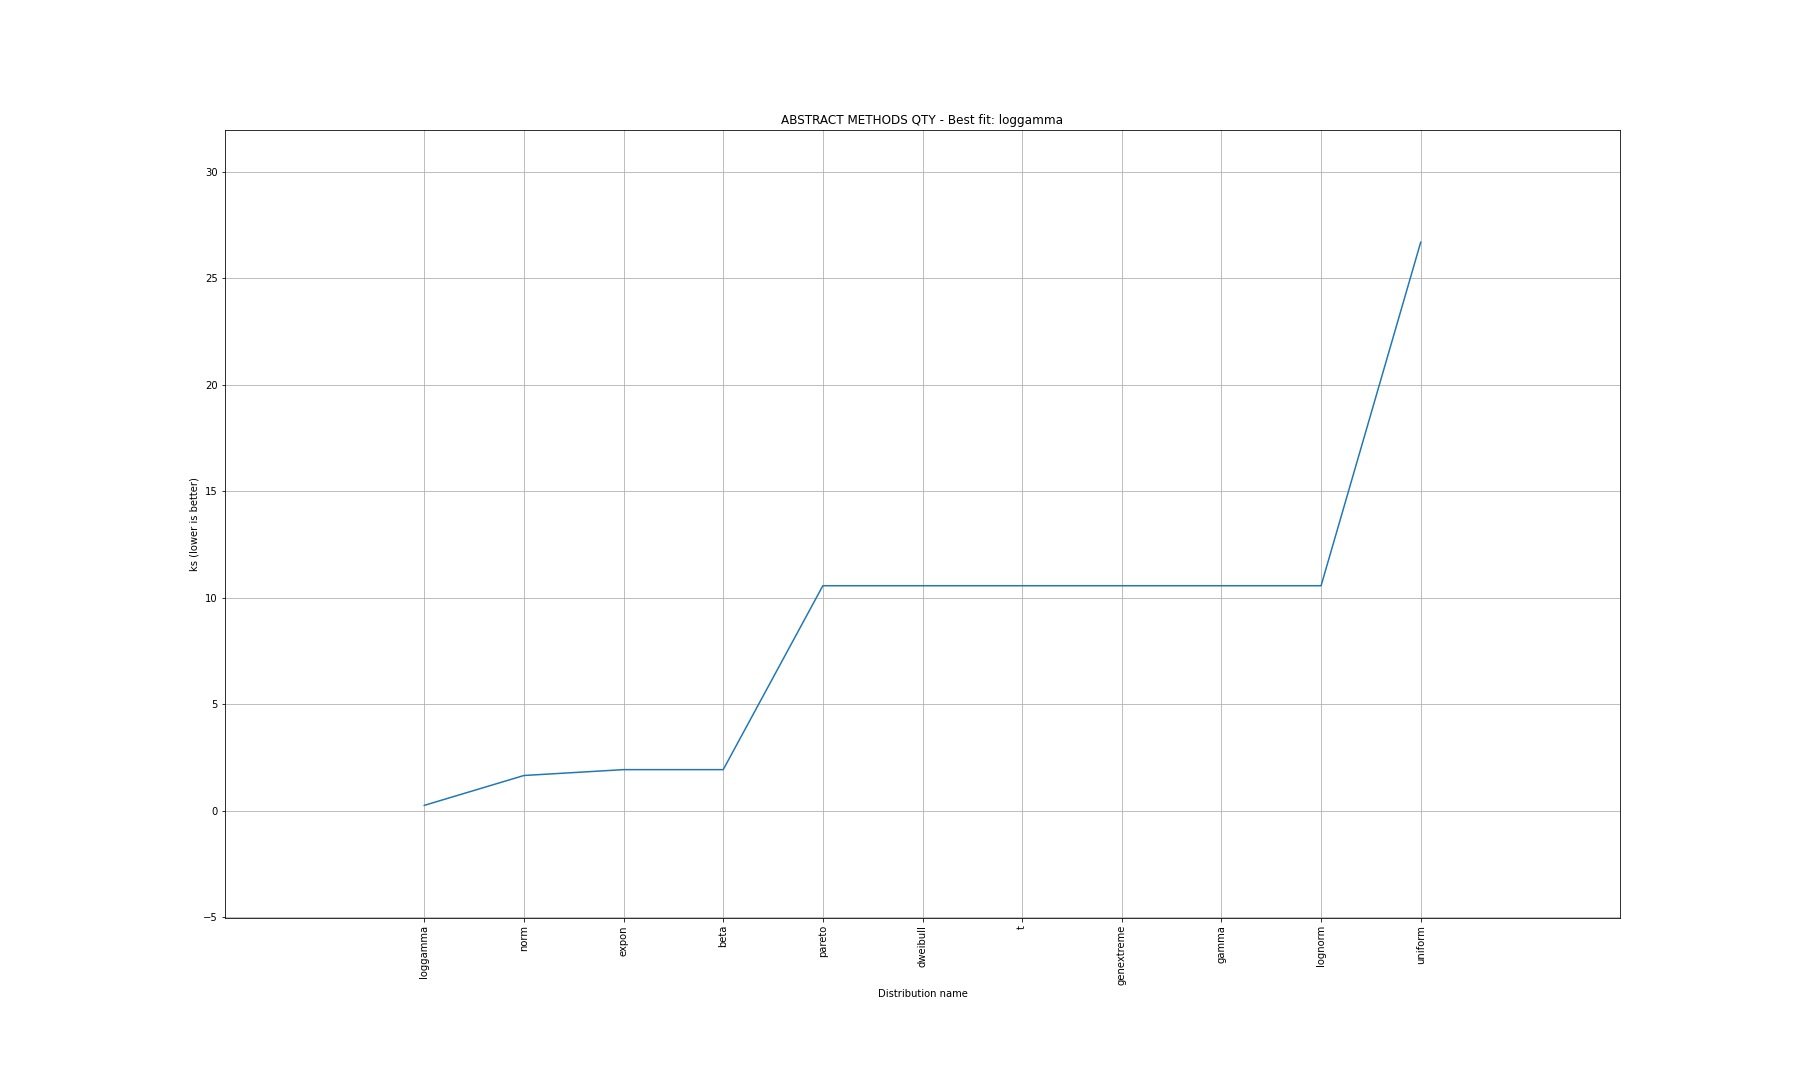 ABSTRACT METHODS QTY - Best fit: loggamma
30
25
20
15
10
5
0
−5
ks (lower is better)
loggamma
norm
expon
beta
pareto
dweibull
t
genextreme
gamma
lognorm
uniform
Distribution name